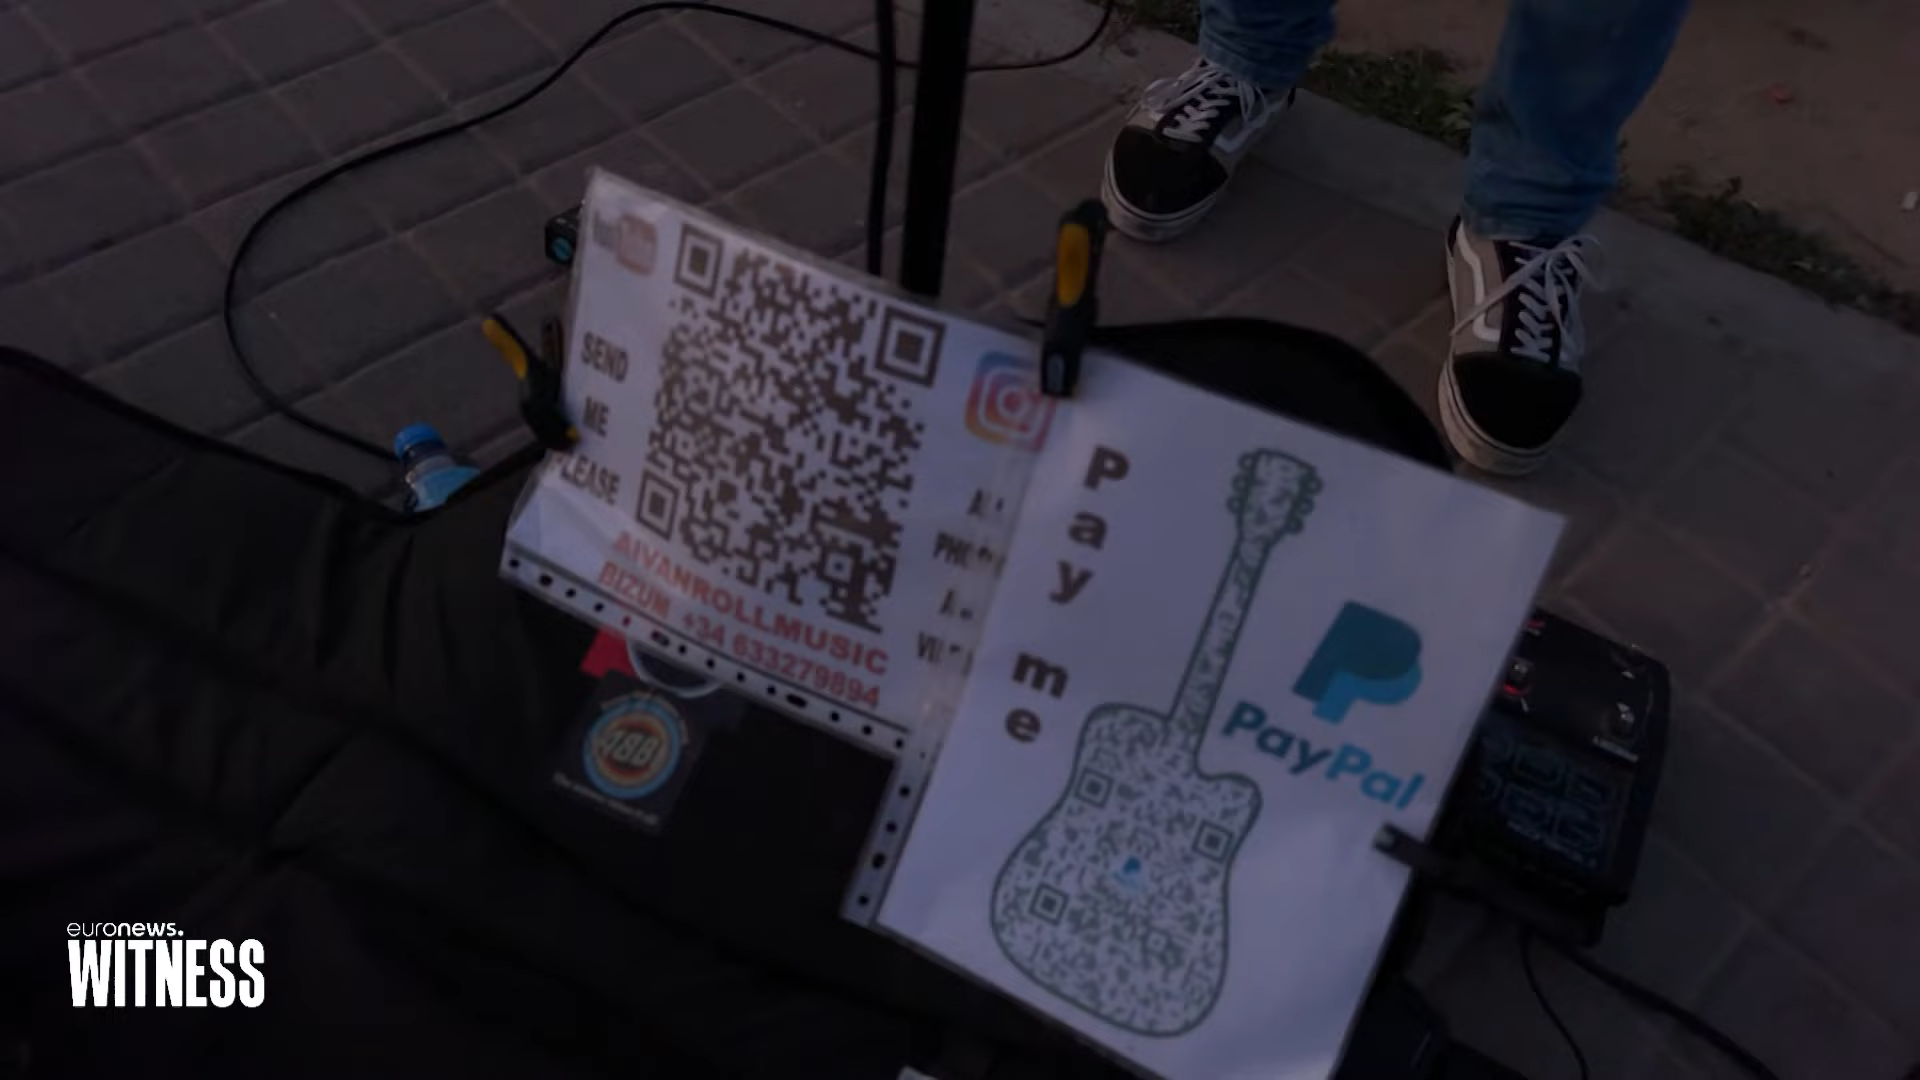 SEND
ME
PLEASE
AIVANROLLMUSIC
BIZUM +34 633279894
Pay
me
PayPal
euronews.
WITNESS